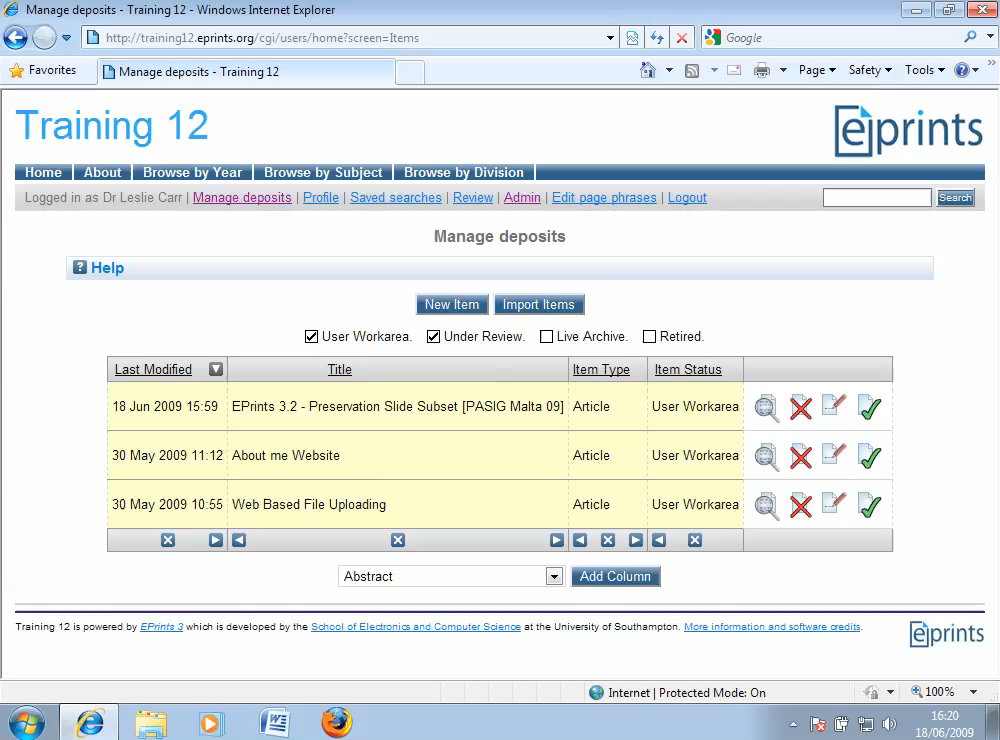 Manage deposits - Training 12 - Windows Internet Explorer
http://training12.eprints.org/cgi/users/home?screen=Items
Google
Favorites
Manage deposits - Training 12
Page Safety Tools
Training 12
eprints
Home About Browse by Year Browse by Subject Browse by Division
Logged in as Dr Leslie Carr | Manage deposits | Profile | Saved searches | Review | Admin | Edit page phrases | Logout
Search
Manage deposits
? Help
New Item Import Items
User Workarea. Under Review. Live Archive. Retired.
Last Modified Title Item Type Item Status
18 Jun 2009 15:59 EPrints 3.2 - Preservation Slide Subset [PASIG Malta 09] Article User Workarea
30 May 2009 11:12 About me Website Article User Workarea
30 May 2009 10:55 Web Based File Uploading Article User Workarea
Abstract Add Column
Training 12 is powered by EPrints 3 which is developed by the School of Electronics and Computer Science at the University of Southampton. More information and software credits.
eprints
Internet | Protected Mode: On
100%
16:20
18/06/2009